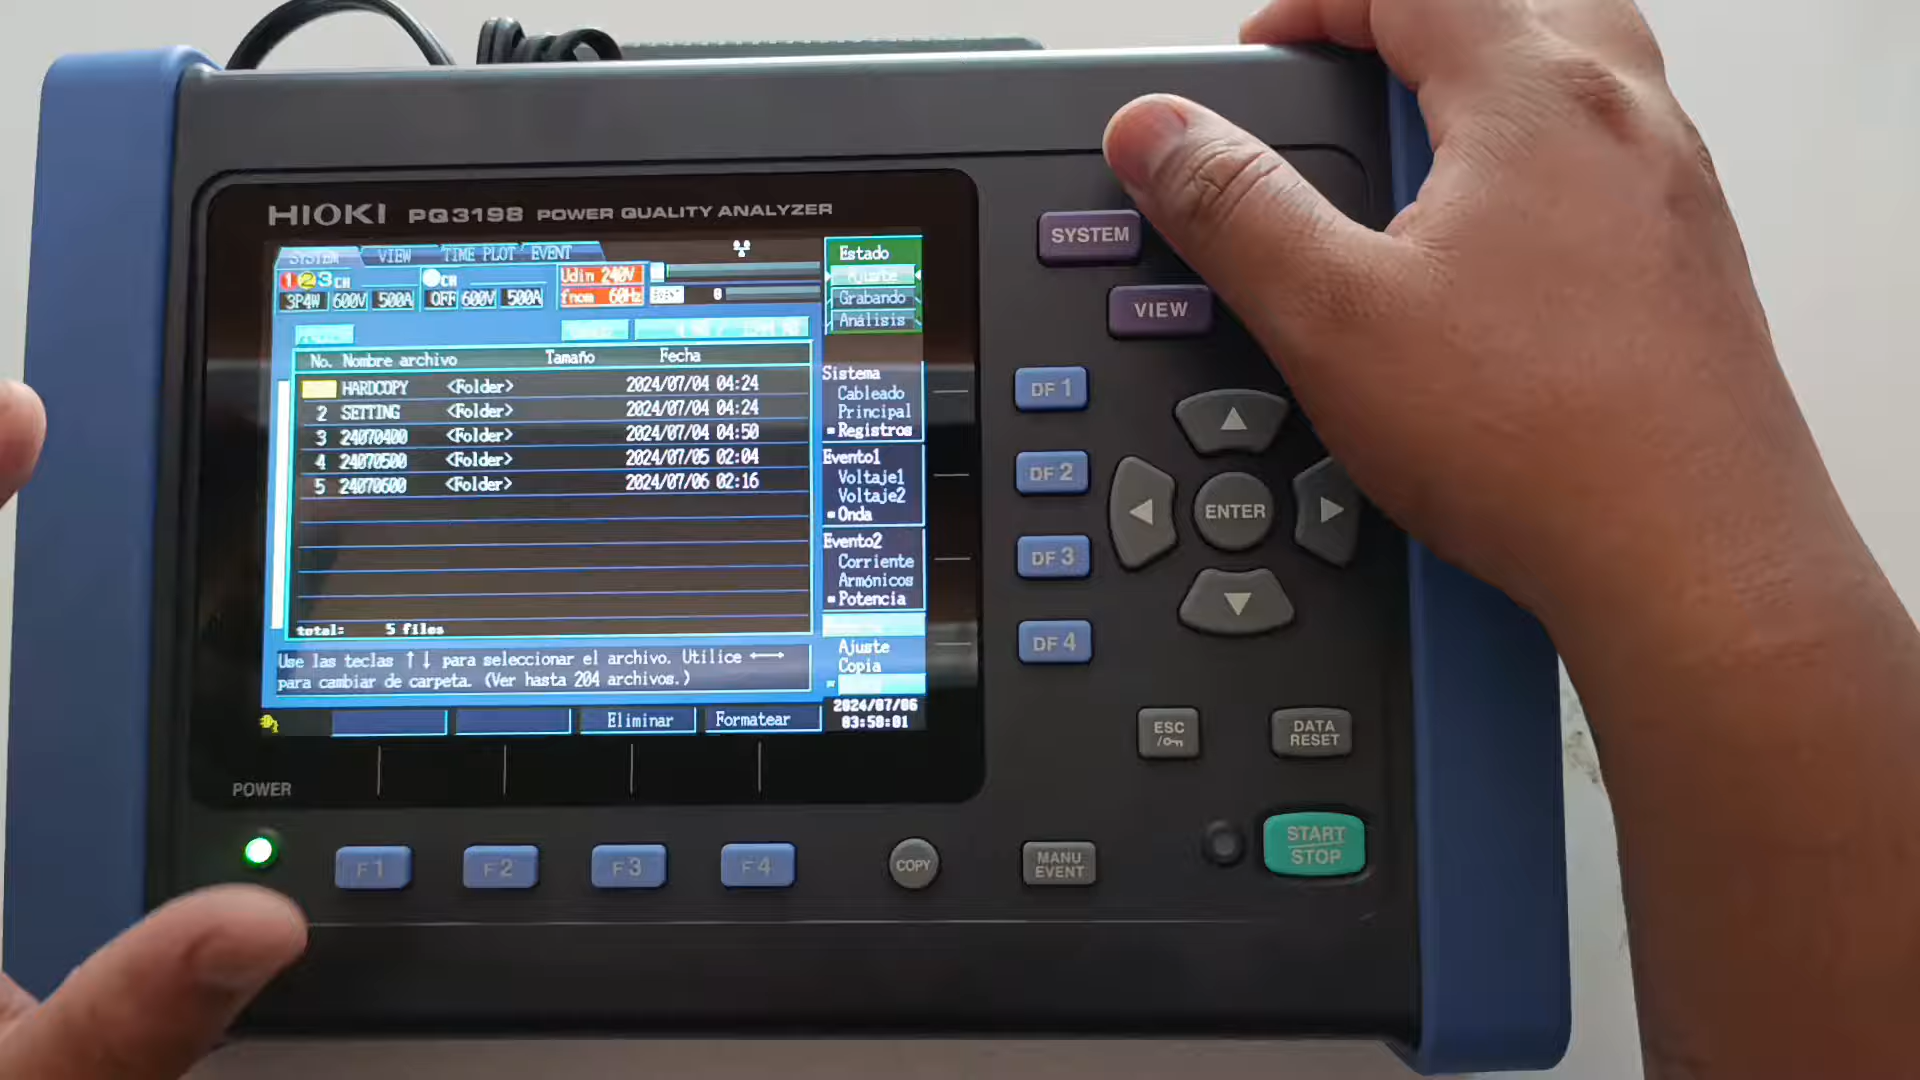 HIOKI PQ3198 POWER QUALITY ANALYZER
SYSTEM VIEW TIME PLOT EVENT
1 2 3 CH
CH
3P4W 600V 500A
OFF 600V 500A
Udin 240V
fnom 60Hz
EVENT 0
Estado
Ajuste
Grabando
Análisis
No. Nombre archivo Tamaño Fecha
HARDCOPY <Folder> 2024/07/04 04:24
2 SETTING <Folder> 2024/07/04 04:24
3 24070400 <Folder> 2024/07/04 04:50
4 24070500 <Folder> 2024/07/05 02:04
5 24070600 <Folder> 2024/07/06 02:16
total: 5 files
Use las teclas ↑↓ para seleccionar el archivo. Utilice ←→
para cambiar de carpeta. (Ver hasta 204 archivos.)
Eliminar Formatear
Sistema
Cableado
Principal
Registros
Evento1
Voltaje1
Voltaje2
Onda
Evento2
Corriente
Armónicos
Potencia
Ajuste
Copia
2024/07/06
03:50:01
SYSTEM
VIEW
DF 1
DF 2
DF 3
DF 4
ENTER
ESC
DATA
RESET
POWER
F1
F2
F3
F4
COPY
MANU
EVENT
START
STOP